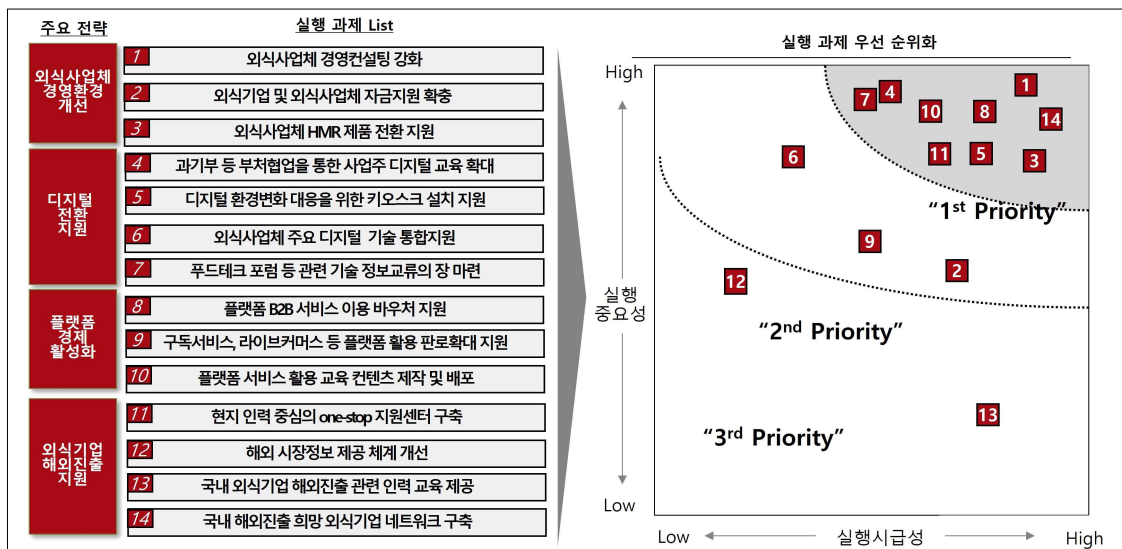 주요 전략
실행 과제 List
외식사업체
경영환경
개선
1
외식사업체 경영컨설팅 강화
2
외식기업 및 외식사업체 자금지원 확충
3
외식사업체 HMR 제품 전환 지원
디지털
전환
지원
4
과기부 등 부처협업을 통한 사업주 디지털 교육 확대
5
디지털 환경변화 대응을 위한 키오스크 설치 지원
6
외식사업체 주요 디지털 기술 통합지원
7
푸드테크 포럼 등 관련 기술 정보교류의 장 마련
플랫폼
경제
활성화
8
플랫폼 B2B 서비스 이용 바우처 지원
9
구독서비스, 라이브커머스 등 플랫폼 활용 판로확대 지원
10
플랫폼 서비스 활용 교육 컨텐츠 제작 및 배포
외식기업
해외진출
지원
11
현지 인력 중심의 one-stop 지원센터 구축
12
해외 시장정보 제공 체계 개선
13
국내 외식기업 해외진출 관련 인력 교육 제공
14
국내 해외진출 희망 외식기업 네트워크 구축
실행 과제 우선 순위화
High
1
4
7
10
8
14
11
5
3
6
“1st Priority”
9
2
12
실행
중요성
“2nd Priority”
13
“3rd Priority”
Low
Low
실행시급성
High